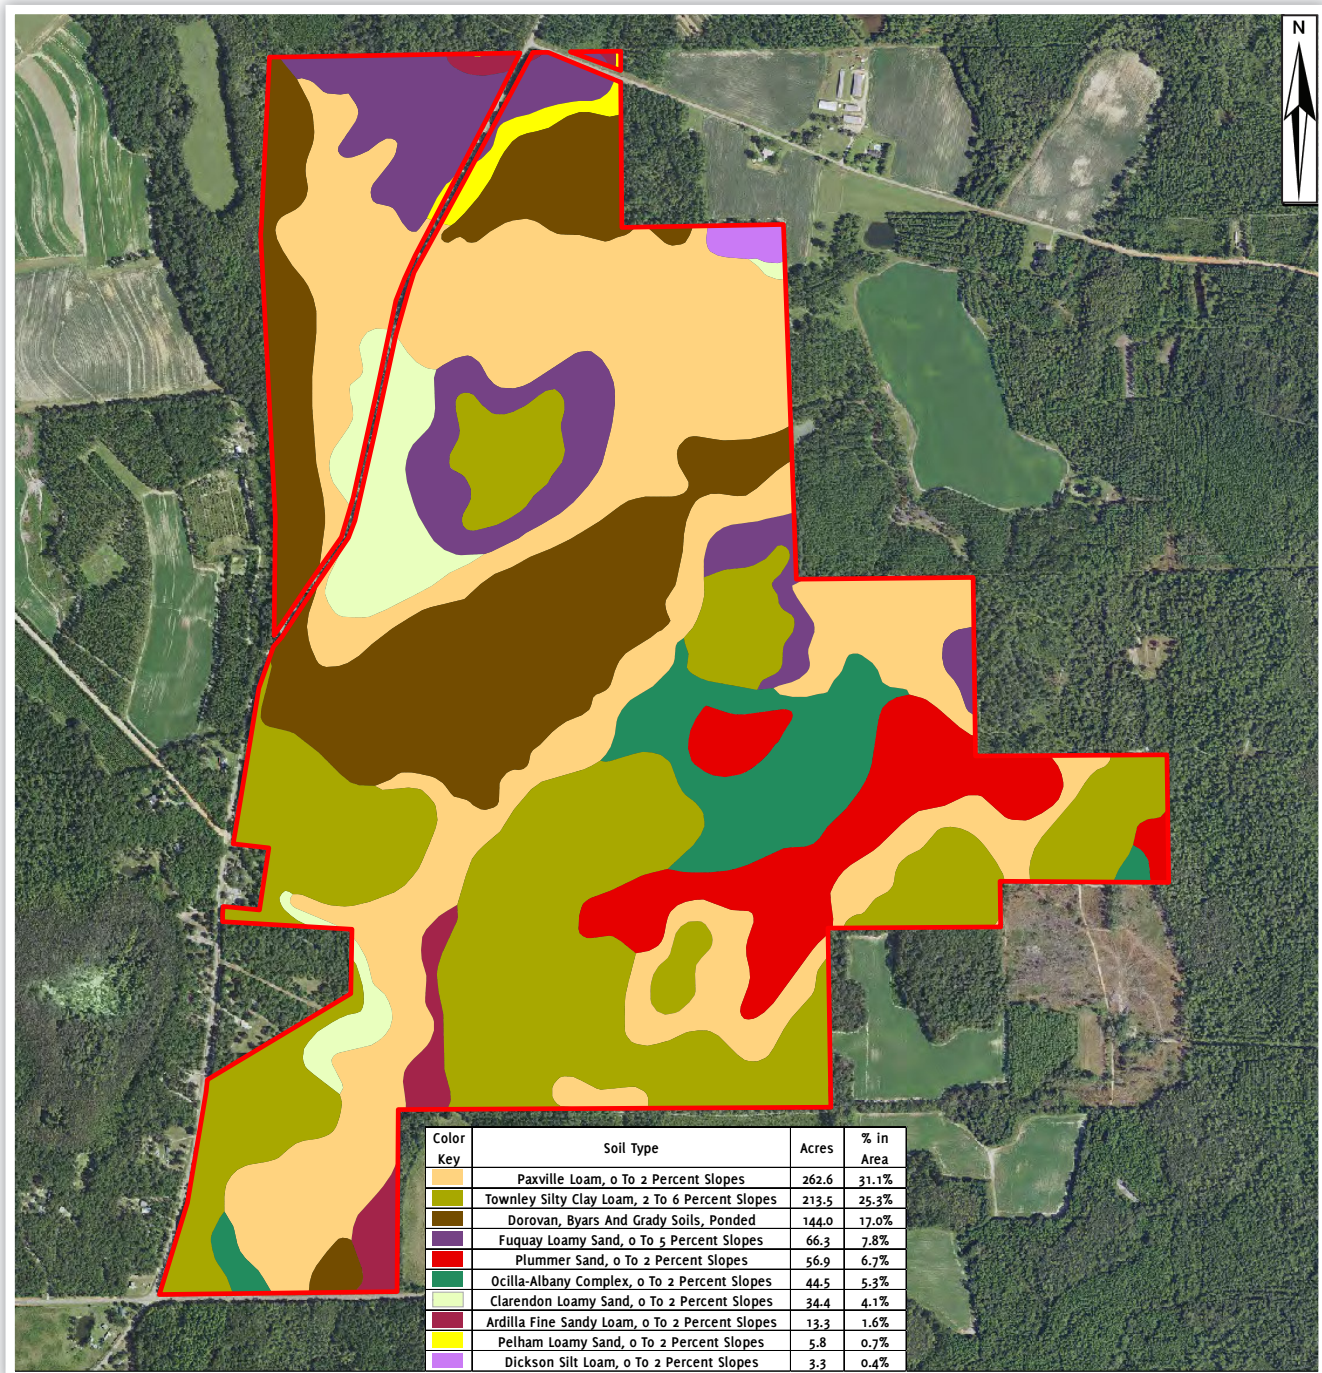 N
Color Key Soil Type Acres % in Area
Paxville Loam, 0 To 2 Percent Slopes 262.6 31.1%
Townley Silty Clay Loam, 2 To 6 Percent Slopes 213.5 25.3%
Dorovan, Byars And Grady Soils, Ponded 144.0 17.0%
Fuquay Loamy Sand, 0 To 5 Percent Slopes 66.3 7.8%
Plummer Sand, 0 To 2 Percent Slopes 56.9 6.7%
Ocilla-Albany Complex, 0 To 2 Percent Slopes 44.5 5.3%
Clarendon Loamy Sand, 0 To 2 Percent Slopes 34.4 4.1%
Ardilla Fine Sandy Loam, 0 To 2 Percent Slopes 13.3 1.6%
Pelham Loamy Sand, 0 To 2 Percent Slopes 5.8 0.7%
Dickson Silt Loam, 0 To 2 Percent Slopes 3.3 0.4%